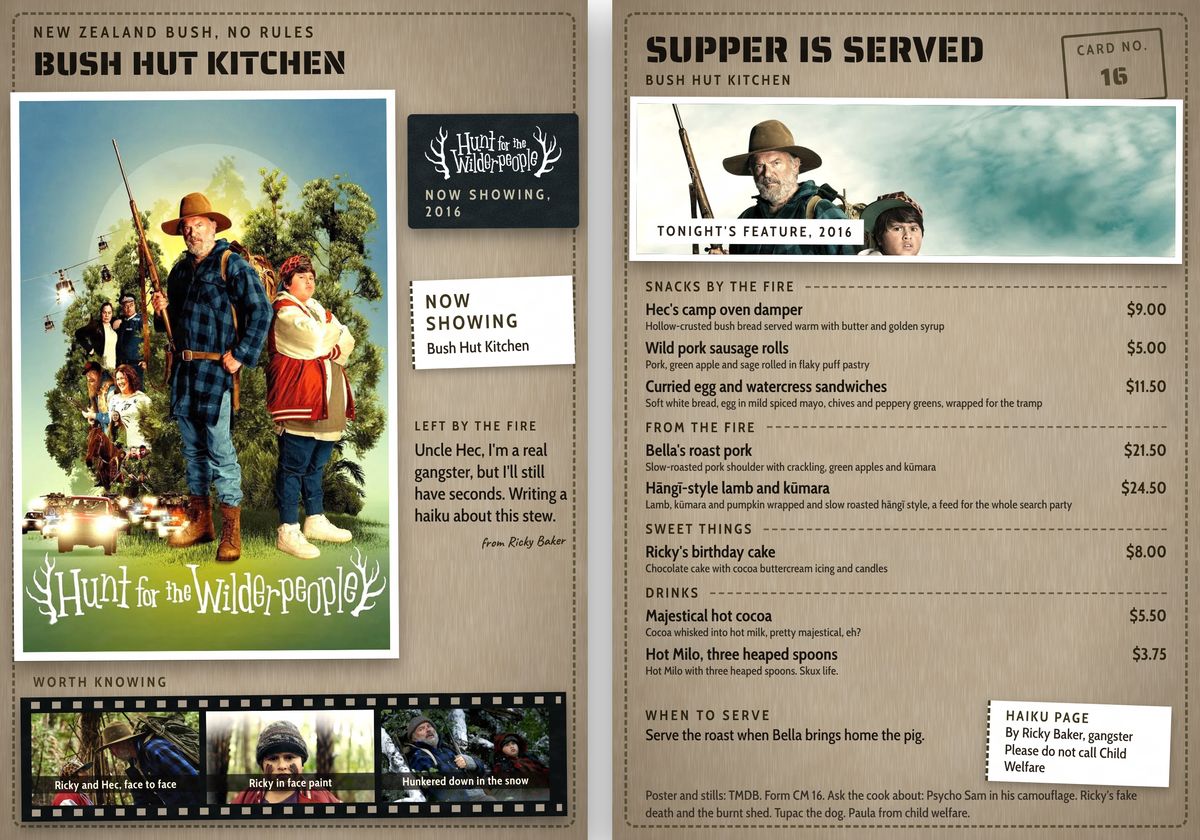 NEW ZEALAND BUSH, NO RULES
BUSH HUT KITCHEN
Hunt for the Wilderpeople
Hunt for the
Wilderpeople
NOW SHOWING,
2016
NOW
SHOWING
Bush Hut Kitchen
LEFT BY THE FIRE
Uncle Hec, I'm a real
gangster, but I'll still
have seconds. Writing a
haiku about this stew.
from Ricky Baker
WORTH KNOWING
Ricky and Hec, face to face
Ricky in face paint
Hunkered down in the snow
SUPPER IS SERVED
BUSH HUT KITCHEN
CARD NO.
16
TONIGHT'S FEATURE, 2016
SNACKS BY THE FIRE
Hec's camp oven damper $9.00
Hollow-crusted bush bread served warm with butter and golden syrup
Wild pork sausage rolls $5.00
Pork, green apple and sage rolled in flaky puff pastry
Curried egg and watercress sandwiches $11.50
Soft white bread, egg in mild spiced mayo, chives and peppery greens, wrapped for the tramp
FROM THE FIRE
Bella's roast pork $21.50
Slow-roasted pork shoulder with crackling, green apples and kūmara
Hāngī-style lamb and kūmara $24.50
Lamb, kūmara and pumpkin wrapped and slow roasted hāngī style, a feed for the whole search party
SWEET THINGS
Ricky's birthday cake $8.00
Chocolate cake with cocoa buttercream icing and candles
DRINKS
Majestical hot cocoa $5.50
Cocoa whisked into hot milk, pretty majestical, eh?
Hot Milo, three heaped spoons $3.75
Hot Milo with three heaped spoons. Skux life.
WHEN TO SERVE
Serve the roast when Bella brings home the pig.
HAIKU PAGE
By Ricky Baker, gangster
Please do not call Child
Welfare
Poster and stills: TMDB. Form CM 16. Ask the cook about: Psycho Sam in his camouflage. Ricky's fake
death and the burnt shed. Tupac the dog. Paula from child welfare.